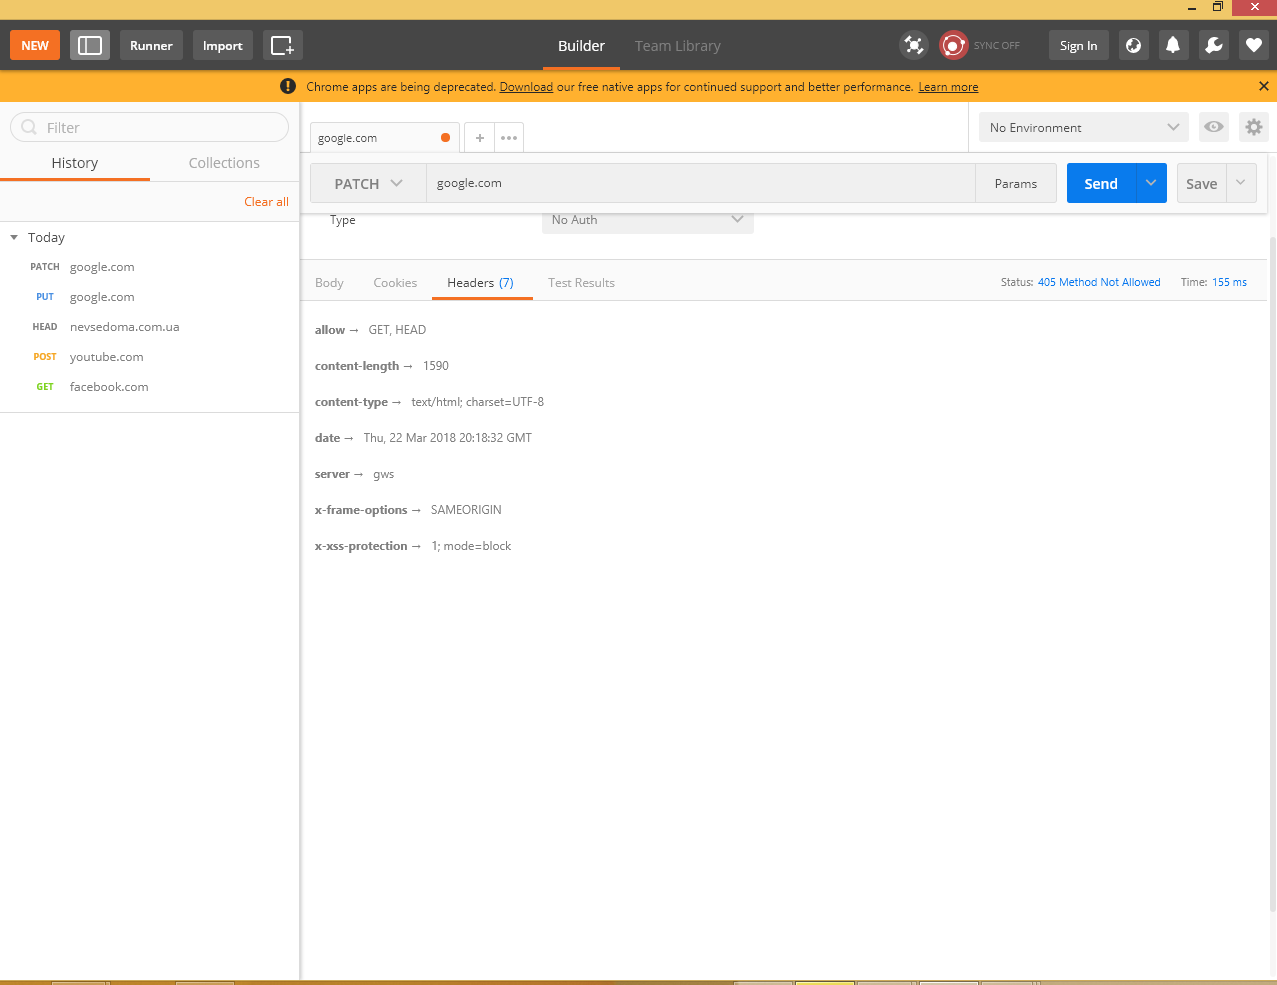 NEW Runner Import Builder Team Library SYNC OFF Sign In
Chrome apps are being deprecated. Download our free native apps for continued support and better performance. Learn more
Filter
History Collections
Clear all
Today
PATCH google.com
PUT google.com
HEAD nevsedoma.com.ua
POST youtube.com
GET facebook.com
google.com + ••• No Environment
PATCH google.com Params Send Save
Type No Auth
Body Cookies Headers (7) Test Results Status: 405 Method Not Allowed Time: 155 ms
allow → GET, HEAD
content-length → 1590
content-type → text/html; charset=UTF-8
date → Thu, 22 Mar 2018 20:18:32 GMT
server → gws
x-frame-options → SAMEORIGIN
x-xss-protection → 1; mode=block